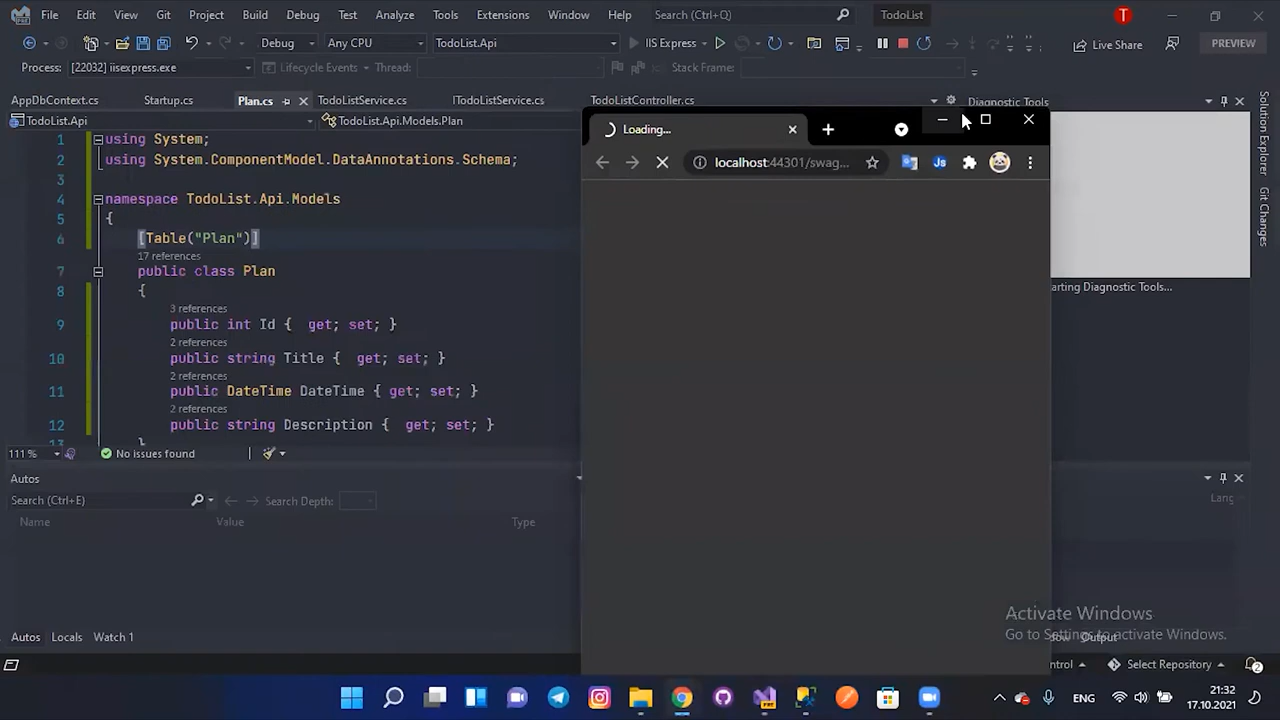 File Edit View Git Project Build Debug Test Analyze Tools Extensions Window Help Search (Ctrl+Q) TodoList T
Debug Any CPU TodoList.Api IIS Express Live Share PREVIEW
Process: [22032] iisexpress.exe Lifecycle Events Thread: Stack Frame:
AppDbContext.cs Startup.cs Plan.cs TodoListService.cs ITodoListService.cs TodoListController.cs Diagnostic Tools
TodoList.Api TodoList.Api.Models.Plan
1 using System;
2 using System.ComponentModel.DataAnnotations.Schema;
3
4 namespace TodoList.Api.Models
5 {
6 [Table("Plan")]
17 references
7 public class Plan
8 {
3 references
9 public int Id { get; set; }
2 references
10 public string Title { get; set; }
2 references
11 public DateTime DateTime { get; set; }
2 references
12 public string Description { get; set; }
13 }
111 % No issues found
Autos
Search (Ctrl+E) Search Depth:
Name Value Type
Lang
Autos Locals Watch 1
Loading...
localhost:44301/swag...
Js
arting Diagnostic Tools...
Solution Explorer
Git Changes
Activate Windows
Go to Settings to activate Windows.
Output
Select Repository
2
ENG
21:32
17.10.2021